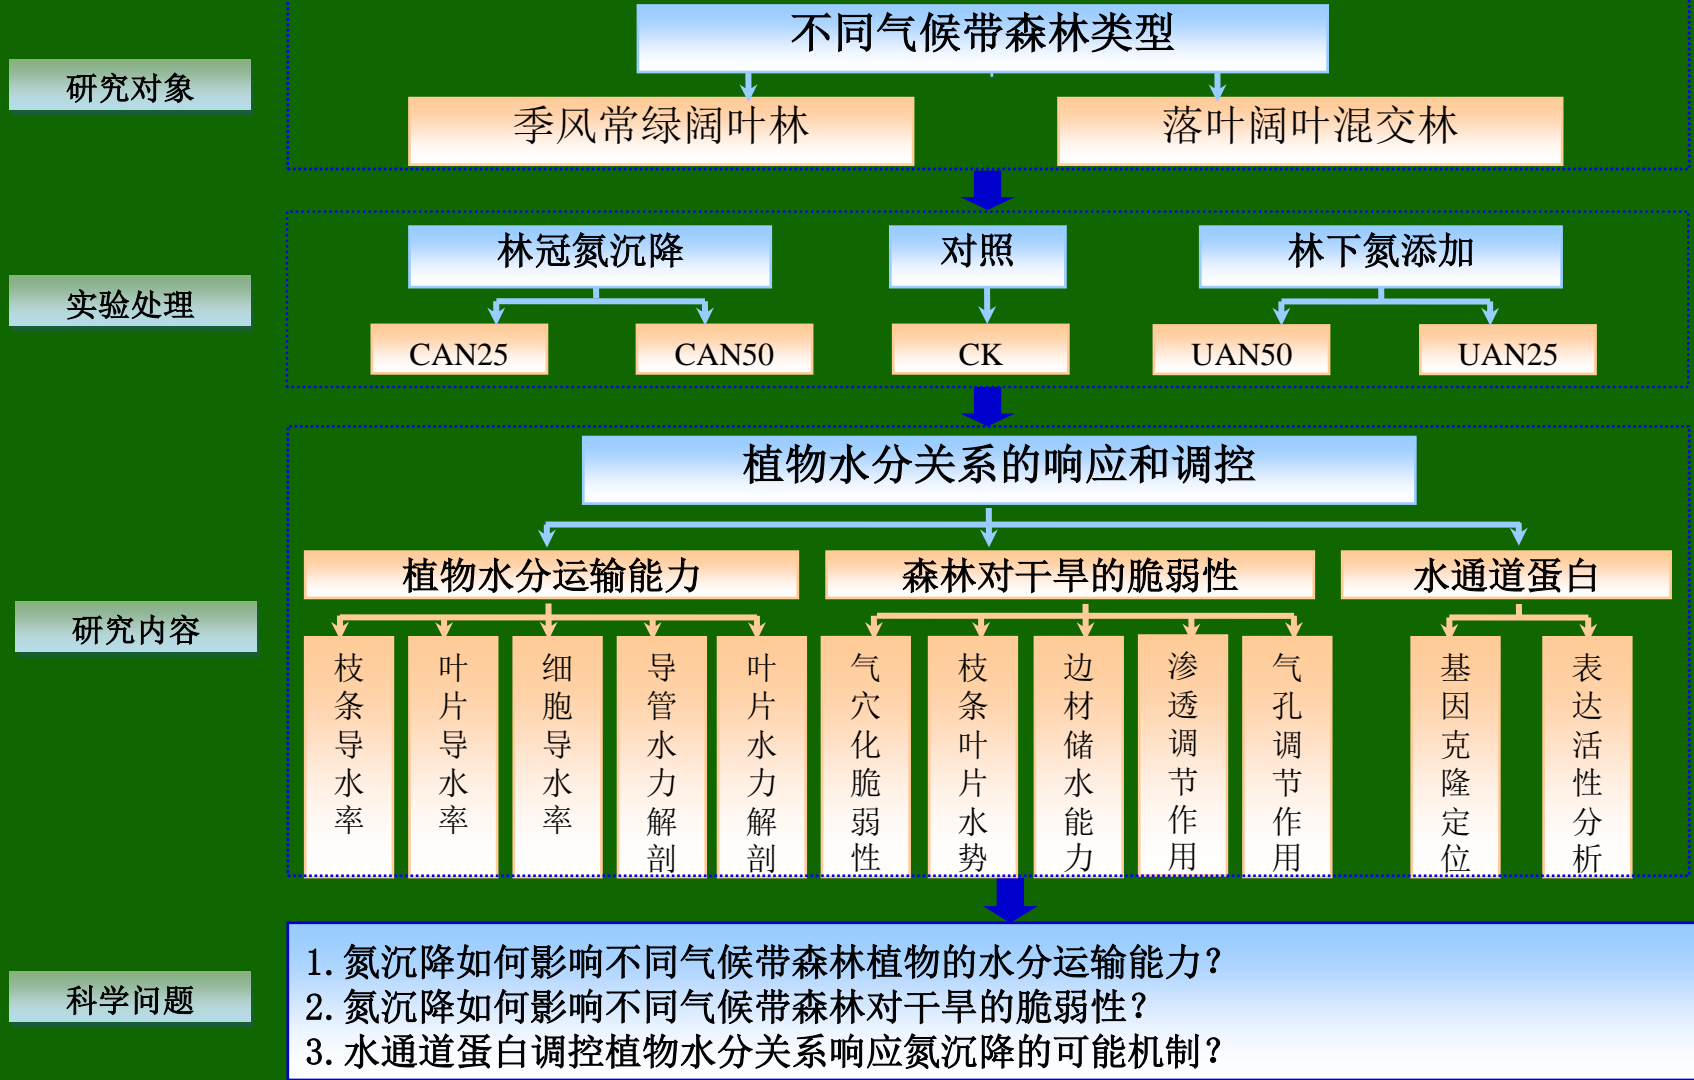 不同气候带森林类型
研究对象
季风常绿阔叶林
落叶阔叶混交林
林冠氮沉降
对照
林下氮添加
实验处理
CAN25
CAN50
CK
UAN50
UAN25
植物水分关系的响应和调控
植物水分运输能力
森林对干旱的脆弱性
水通道蛋白
研究内容
枝条导水率
叶片导水率
细胞导水率
导管水力解剖
叶片水力解剖
气穴化脆弱性
枝条叶片水势
边材储水能力
渗透调节作用
气孔调节作用
基因克隆定位
表达活性分析
科学问题
1.氮沉降如何影响不同气候带森林植物的水分运输能力?
2.氮沉降如何影响不同气候带森林对干旱的脆弱性?
3.水通道蛋白调控植物水分关系响应氮沉降的可能机制?